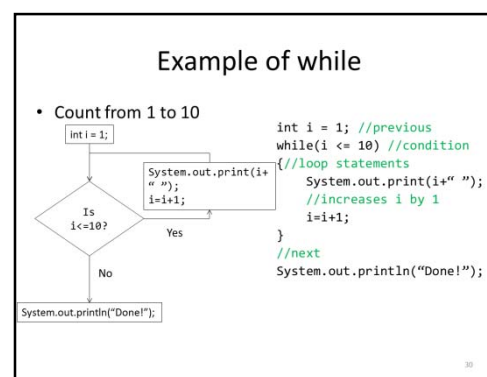 Example of while
• Count from 1 to 10
int i = 1;
System.out.print(i+
“ ”);
i=i+1;
Is
i<=10?
Yes
No
System.out.println(“Done!”);
int i = 1; //previous
while(i <= 10) //condition
{//loop statements
System.out.print(i+“ ”);
//increases i by 1
i=i+1;
}
//next
System.out.println(“Done!”);
30